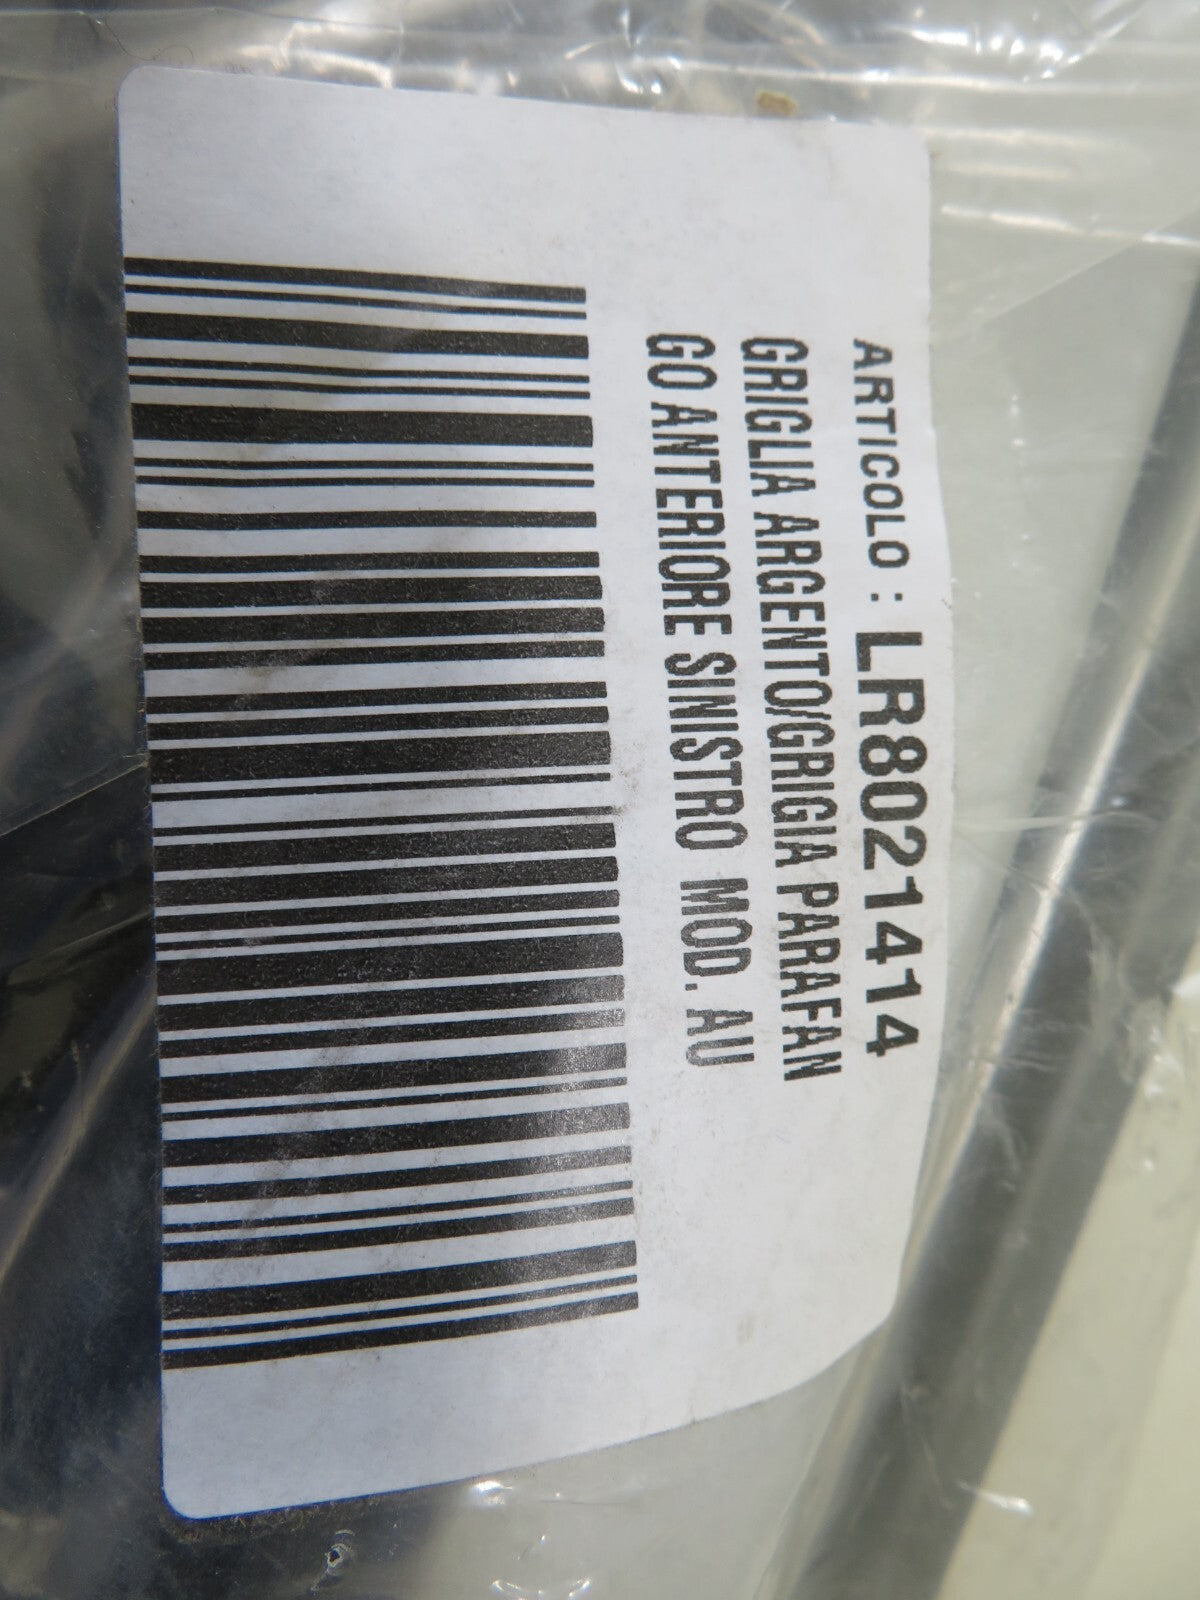 ARTICOLO : LR8021414
GRIGLIA ARGENTO/GRIGIA PARAFAN
GO ANTERIORE SINISTRO MOD. AU